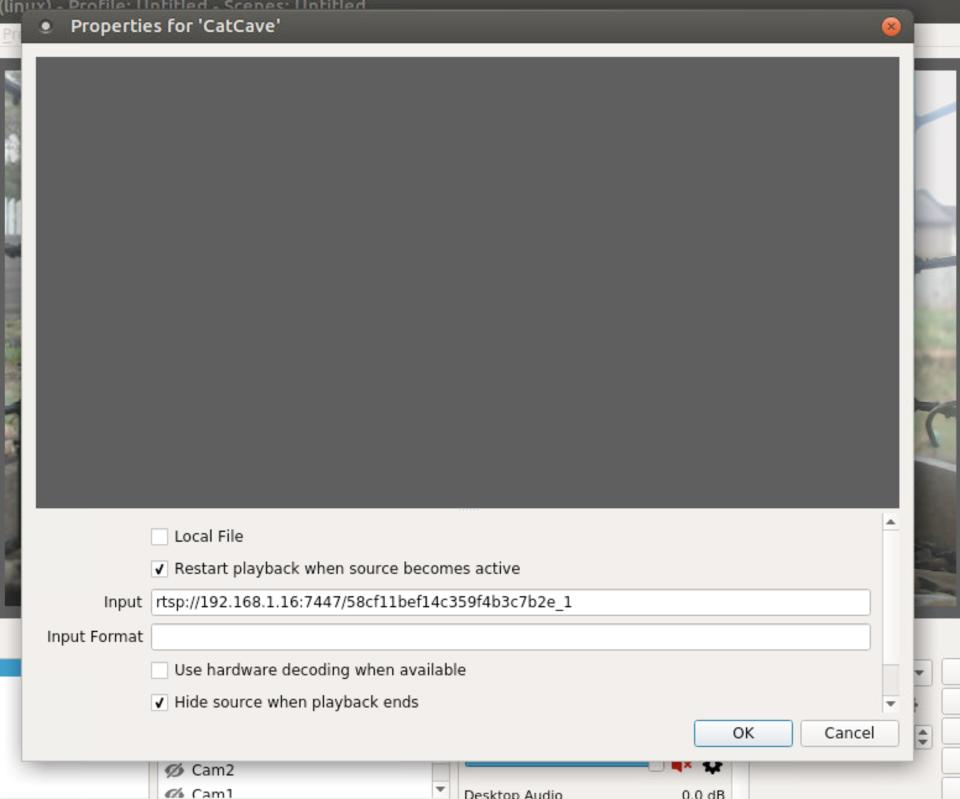 (linux) - Profile: Untitled - Scenes: Untitled
Properties for 'CatCave'
Local File
Restart playback when source becomes active
Input rtsp://192.168.1.16:7447/58cf11bef14c359f4b3c7b2e_1
Input Format
Use hardware decoding when available
Hide source when playback ends
OK Cancel
Cam2
Cam1
Desktop Audio 0.0 dB